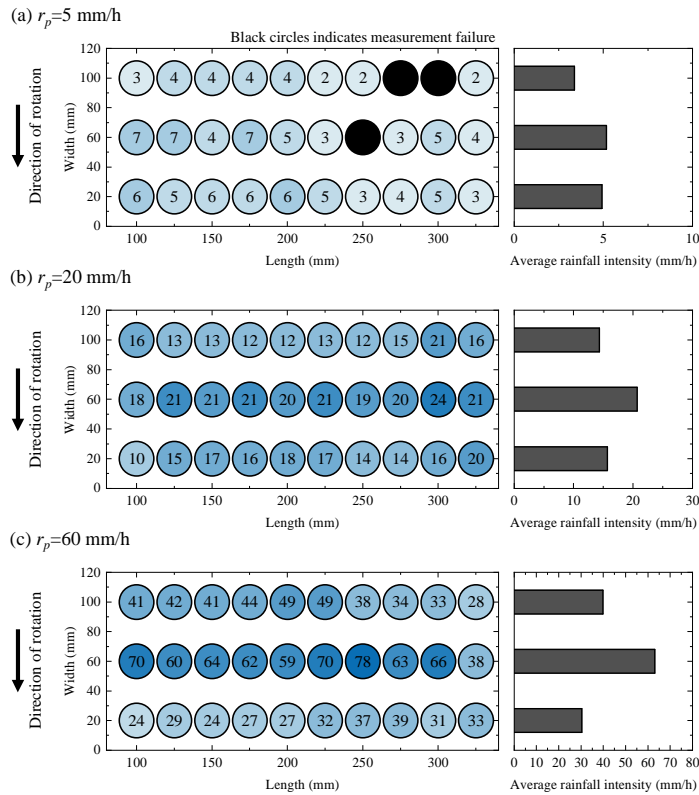 (a) r_p=5 mm/h
Black circles indicates measurement failure
120
100
80
60
40
20
0
Width (mm)
Direction of rotation
3 4 4 4 4 2 2 2
7 7 4 7 5 3 3 5 4
6 5 6 6 6 5 3 4 5 3
100 150 200 250 300
Length (mm)
0 5 10
Average rainfall intensity (mm/h)
(b) r_p=20 mm/h
120
100
80
60
40
20
0
Width (mm)
Direction of rotation
16 13 13 12 12 13 12 15 21 16
18 21 21 21 20 21 19 20 24 21
10 15 17 16 18 17 14 14 16 20
100 150 200 250 300
Length (mm)
0 10 20 30
Average rainfall intensity (mm/h)
(c) r_p=60 mm/h
120
100
80
60
40
20
0
Width (mm)
Direction of rotation
41 42 41 44 49 49 38 34 33 28
70 60 64 62 59 70 78 63 66 38
24 29 24 27 27 32 37 39 31 33
100 150 200 250 300
Length (mm)
0 10 20 30 40 50 60 70 80
Average rainfall intensity (mm/h)